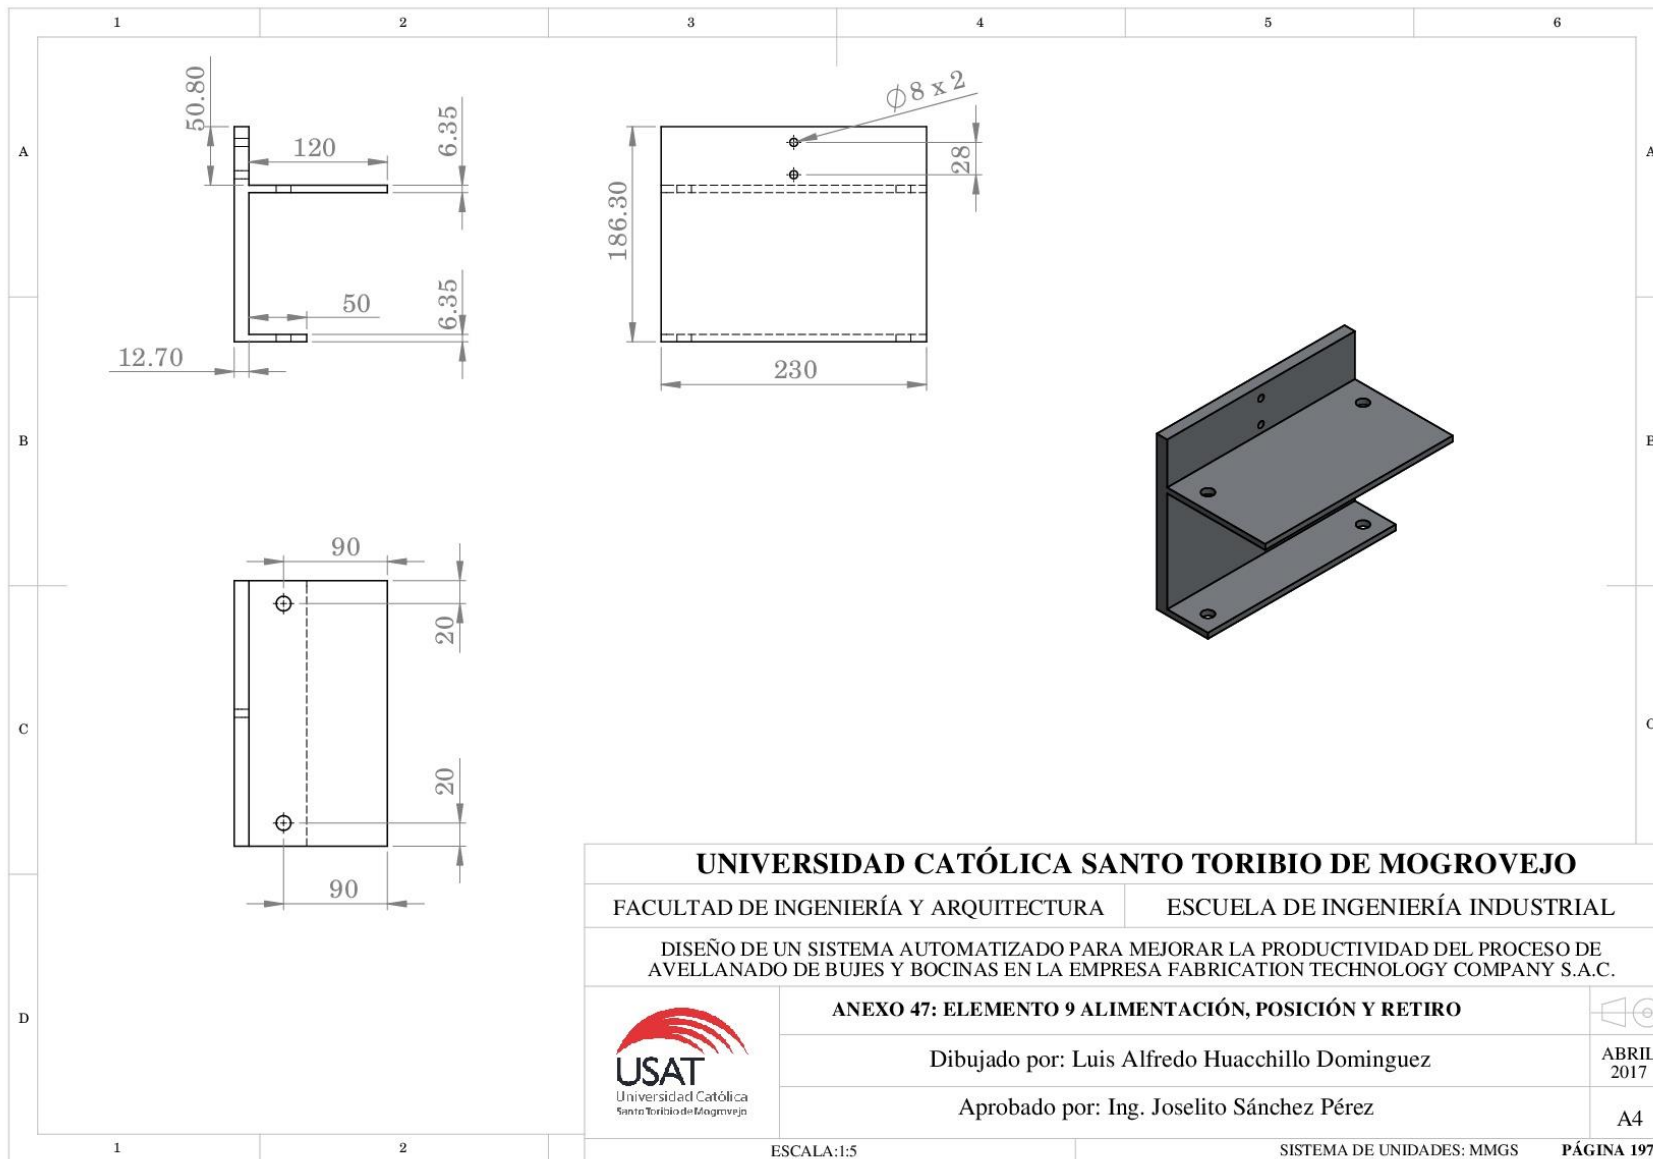 1 2 3 4 5 6
A A
B B
C C
D
50.80
120
6.35
50
6.35
12.70
∅8 x 2
28
186.30
230
90
20
20
90
UNIVERSIDAD CATÓLICA SANTO TORIBIO DE MOGROVEJO
FACULTAD DE INGENIERÍA Y ARQUITECTURA ESCUELA DE INGENIERÍA INDUSTRIAL
DISEÑO DE UN SISTEMA AUTOMATIZADO PARA MEJORAR LA PRODUCTIVIDAD DEL PROCESO DE
AVELLANADO DE BUJES Y BOCINAS EN LA EMPRESA FABRICATION TECHNOLOGY COMPANY S.A.C.
USAT
Universidad Católica
Santo Toribio de Mogrovejo
ANEXO 47: ELEMENTO 9 ALIMENTACIÓN, POSICIÓN Y RETIRO
Dibujado por: Luis Alfredo Huacchillo Dominguez
ABRIL
2017
Aprobado por: Ing. Joselito Sánchez Pérez
A4
1 2
ESCALA:1:5 SISTEMA DE UNIDADES: MMGS PÁGINA 197